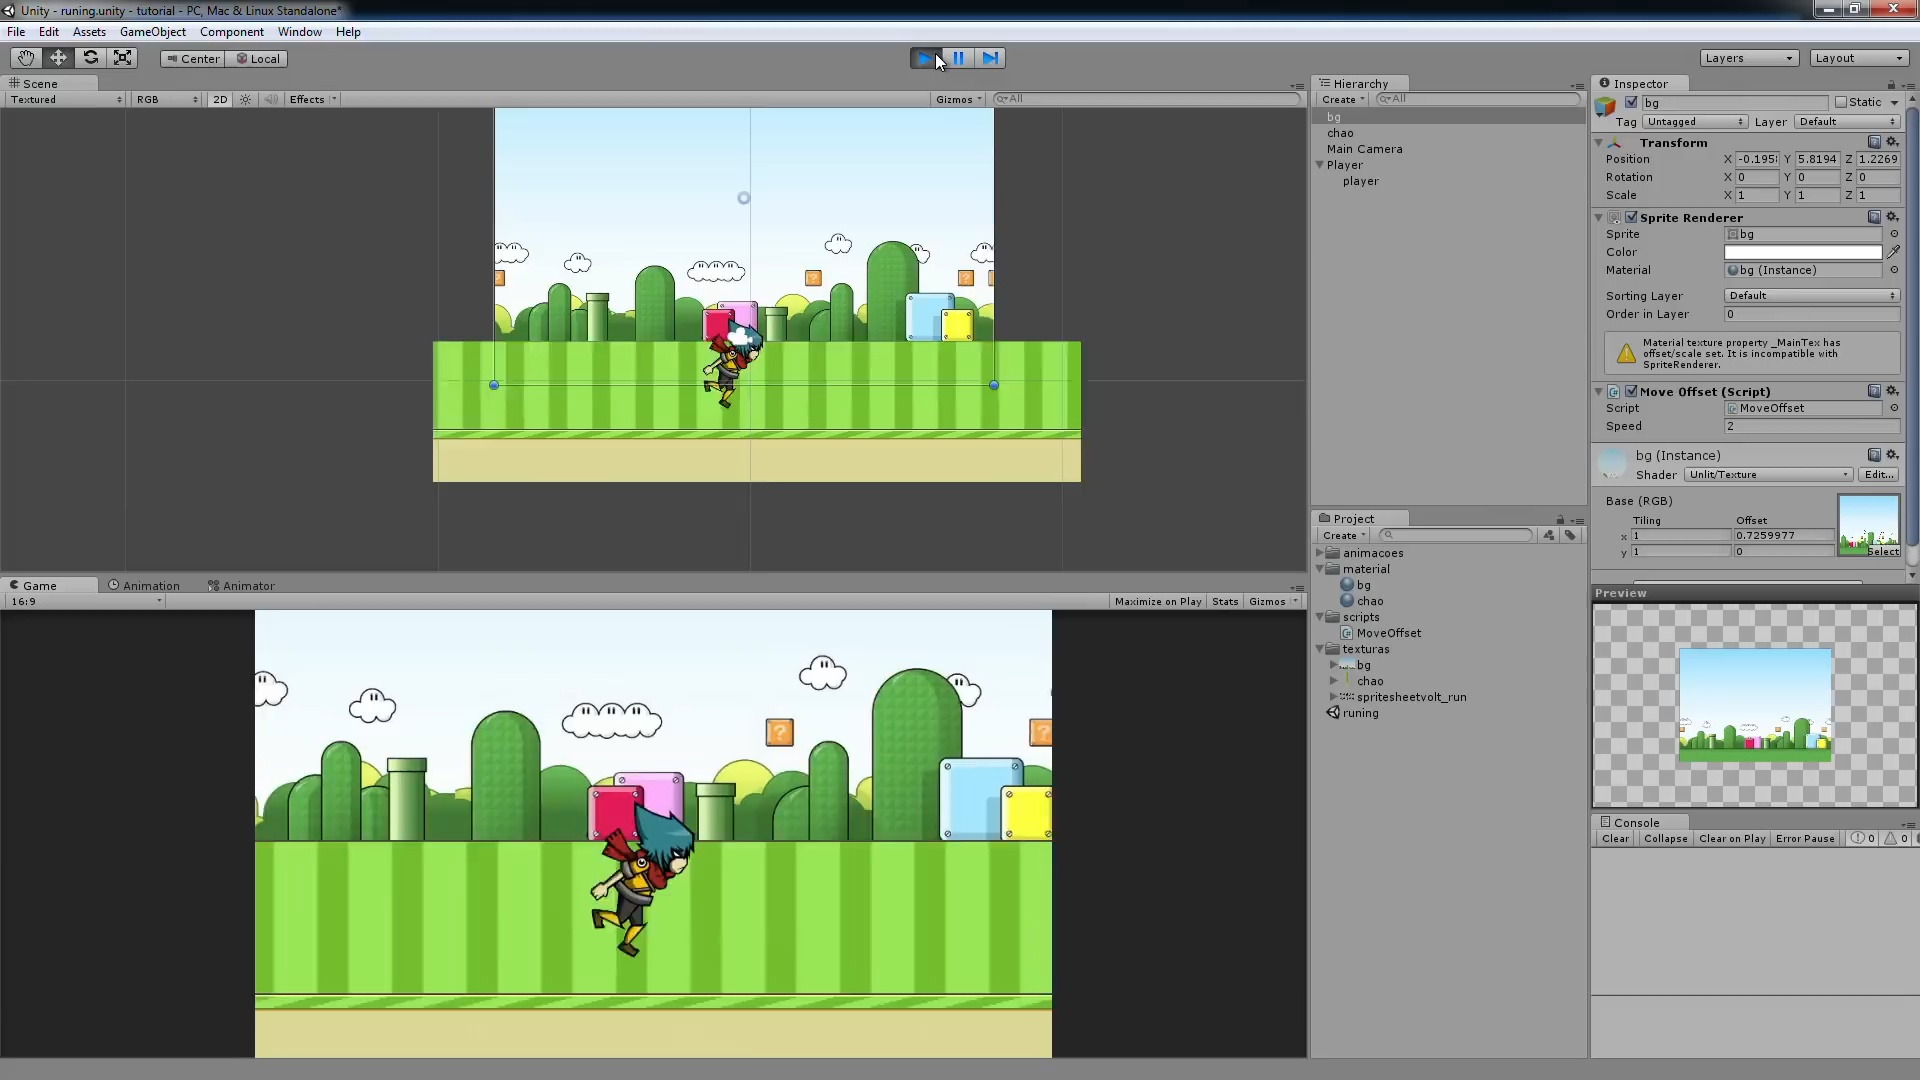 Unity - runing.unity - tutorial - PC, Mac & Linux Standalone*
File Edit Assets GameObject Component Window Help
Center Local
Layers
Layout
Scene
Textured RGB 2D Effects Gizmos All
Hierarchy
Create All
bg
chao
Main Camera
Player
player
Inspector
bg Static
Tag Untagged Layer Default
Transform
Position X -0.195 Y 5.8194 Z 1.2269
Rotation X 0 Y 0 Z 0
Scale X 1 Y 1 Z 1
Sprite Renderer
Sprite bg
Color
Material bg (Instance)
Sorting Layer Default
Order in Layer 0
Material texture property _MainTex has
offset/scale set. It is incompatible with
SpriteRenderer.
Move Offset (Script)
Script MoveOffset
Speed 2
bg (Instance)
Shader Unlit/Texture Edit...
Base (RGB)
Tiling Offset
x 1 0.7259977
y 1 0
Select
Project
Create
animacoes
material
bg
chao
scripts
MoveOffset
texturas
bg
chao
spritesheetvolt_run
runing
Game Animation Animator
16:9 Maximize on Play Stats Gizmos
Preview
Console
Clear Collapse Clear on Play Error Pause 0 0